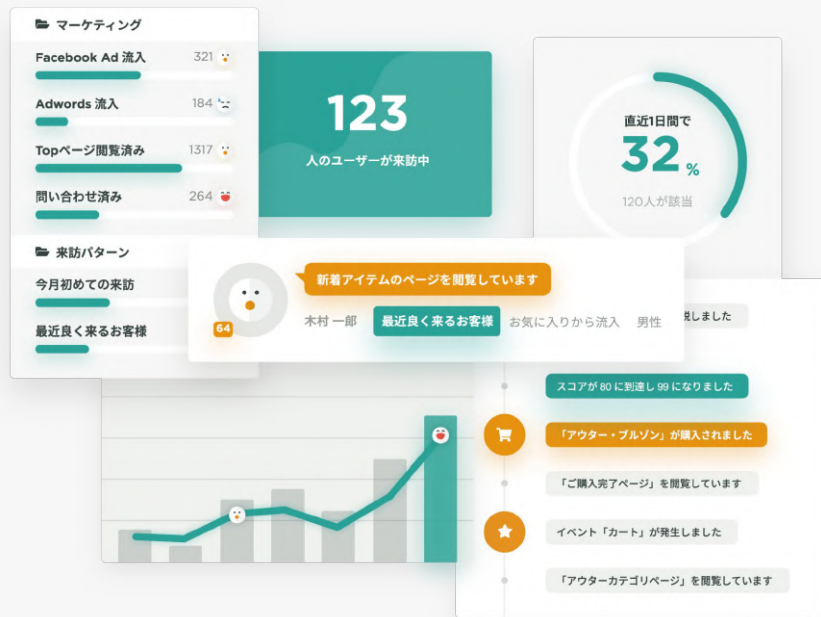 マーケティング
Facebook Ad 流入 321
Adwords 流入 184
Topページ閲覧済み 1317
問い合わせ済み 264
来訪パターン
今月初めての来訪
最近良く来るお客様
123
人のユーザーが来訪中
直近1日間で
32 %
120人が該当
新着アイテムのページを閲覧しています
64
木村 一郎 最近良く来るお客様 お気に入りから流入 男性
しました
スコアが 80 に到達し 99 になりました
「アウター・ブルゾン」が購入されました
「ご購入完了ページ」を閲覧しています
イベント「カート」が発生しました
「アウターカテゴリページ」を閲覧しています